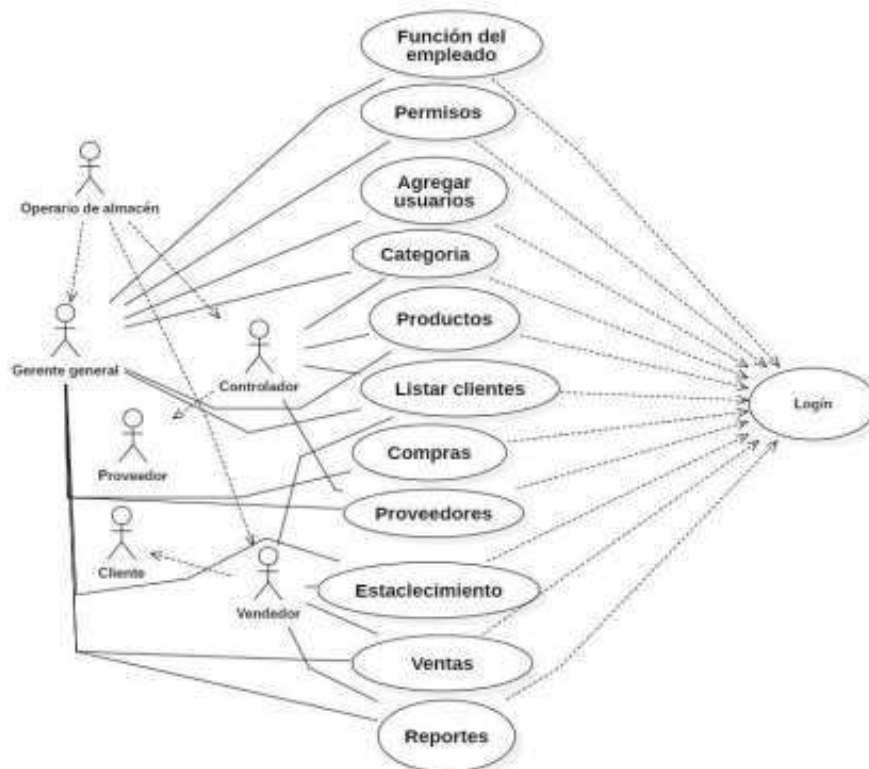 Función del
empleado
Permisos
Agregar
usuarios
Operario de almacén
Categoria
Productos
Gerente general
Controlador
Listar clientes
Login
Compras
Proveedor
Proveedores
Cliente
Estaclecimiento
Vendedor
Ventas
Reportes